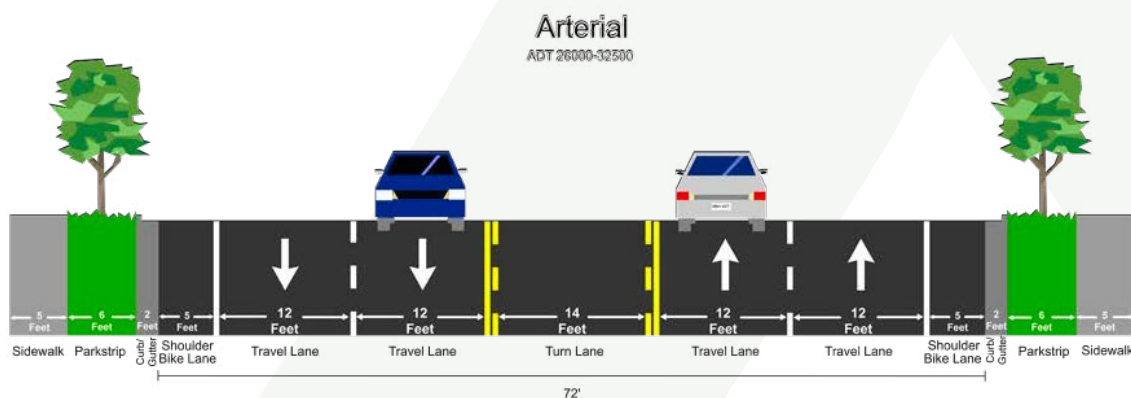 Arterial
ADT 26000-32500
5 Feet
6 Feet
2 Feet
5 Feet
12 Feet
12 Feet
14 Feet
12 Feet
12 Feet
5 Feet
2 Feet
6 Feet
5 Feet
Sidewalk
Parkstrip
Curb/
Gutter
Shoulder
Bike Lane
Travel Lane
Travel Lane
Turn Lane
Travel Lane
Travel Lane
Shoulder
Bike Lane
Curb/
Gutter
Parkstrip
Sidewalk
72'